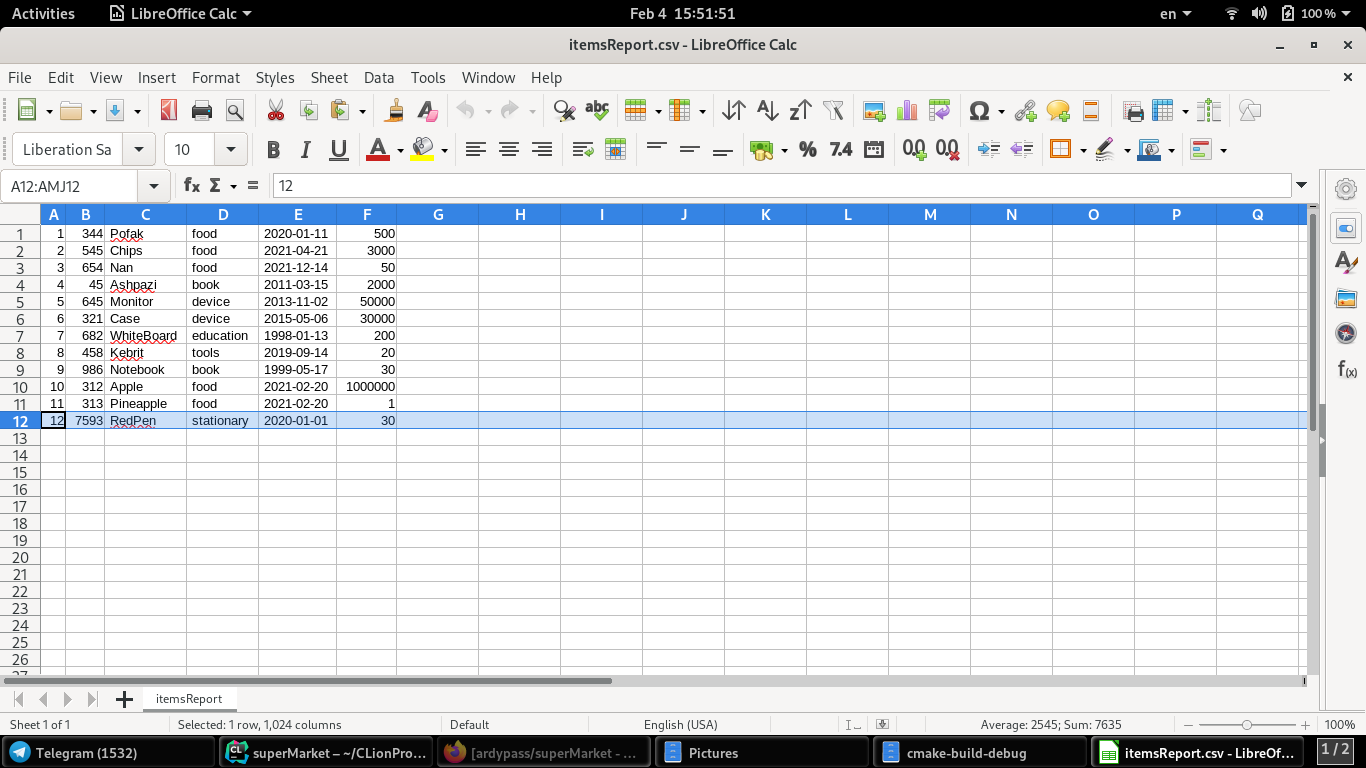 Activities LibreOffice Calc Feb 4 15:51:51 en 100 %
itemsReport.csv - LibreOffice Calc
File Edit View Insert Format Styles Sheet Data Tools Window Help
Liberation Sa 10
A12:AMJ12 12
A B C D E F G H I J K L M N O P Q
1 1 344 Pofak food 2020-01-11 500
2 2 545 Chips food 2021-04-21 3000
3 3 654 Nan food 2021-12-14 50
4 4 45 Ashpazi book 2011-03-15 2000
5 5 645 Monitor device 2013-11-02 50000
6 6 321 Case device 2015-05-06 30000
7 7 682 WhiteBoard education 1998-01-13 200
8 8 458 Kebrit tools 2019-09-14 20
9 9 986 Notebook book 1999-05-17 30
10 10 312 Apple food 2021-02-20 1000000
11 11 313 Pineapple food 2021-02-20 1
12 12 7593 RedPen stationary 2020-01-01 30
13
14
15
16
17
18
19
20
21
22
23
24
25
26
27
itemsReport
Sheet 1 of 1 Selected: 1 row, 1,024 columns Default English (USA) Average: 2545; Sum: 7635 100%
Telegram (1532) superMarket – ~/CLionPro... [ardypass/superMarket - ... Pictures cmake-build-debug itemsReport.csv - LibreOf... 1 / 2